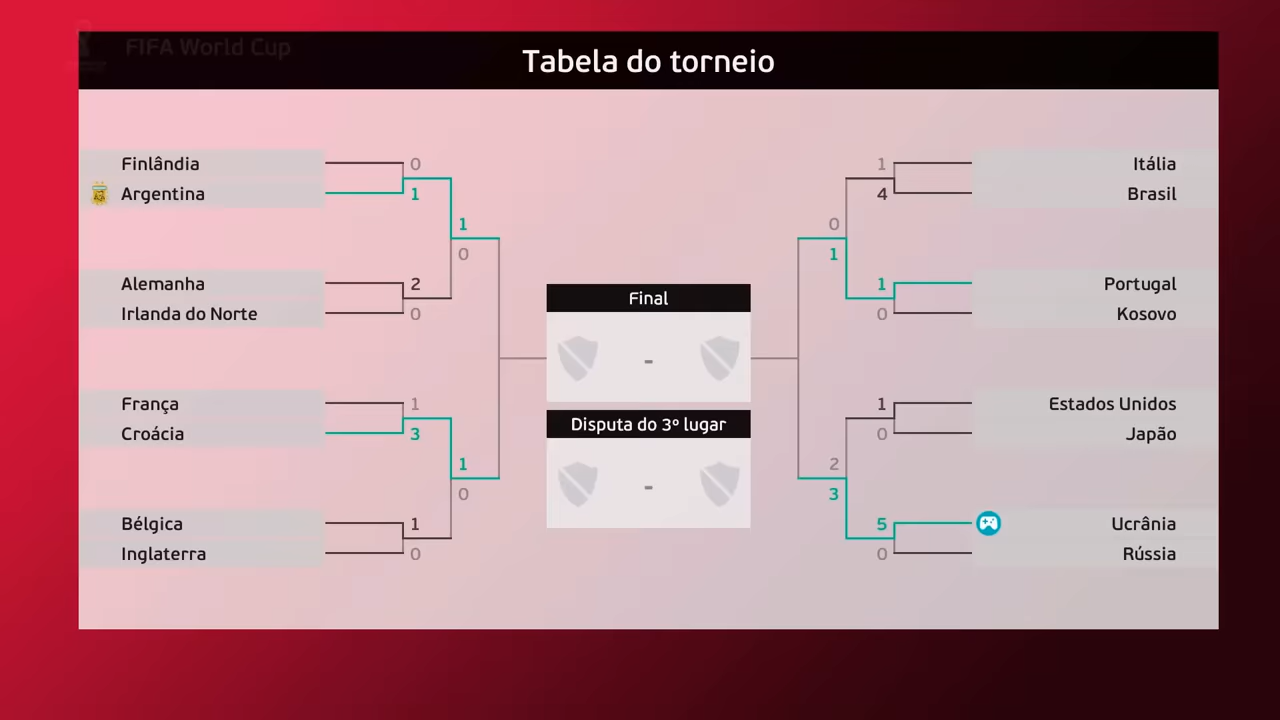 FIFA World Cup
Tabela do torneio
Finlândia 0
Argentina 1
1
0
Alemanha 2
Irlanda do Norte 0
França 1
Croácia 3
1
0
Bélgica 1
Inglaterra 0
Final
-
Disputa do 3º lugar
-
1 Itália
4 Brasil
0
1
1 Portugal
0 Kosovo
1 Estados Unidos
0 Japão
2
3
5 Ucrânia
0 Rússia